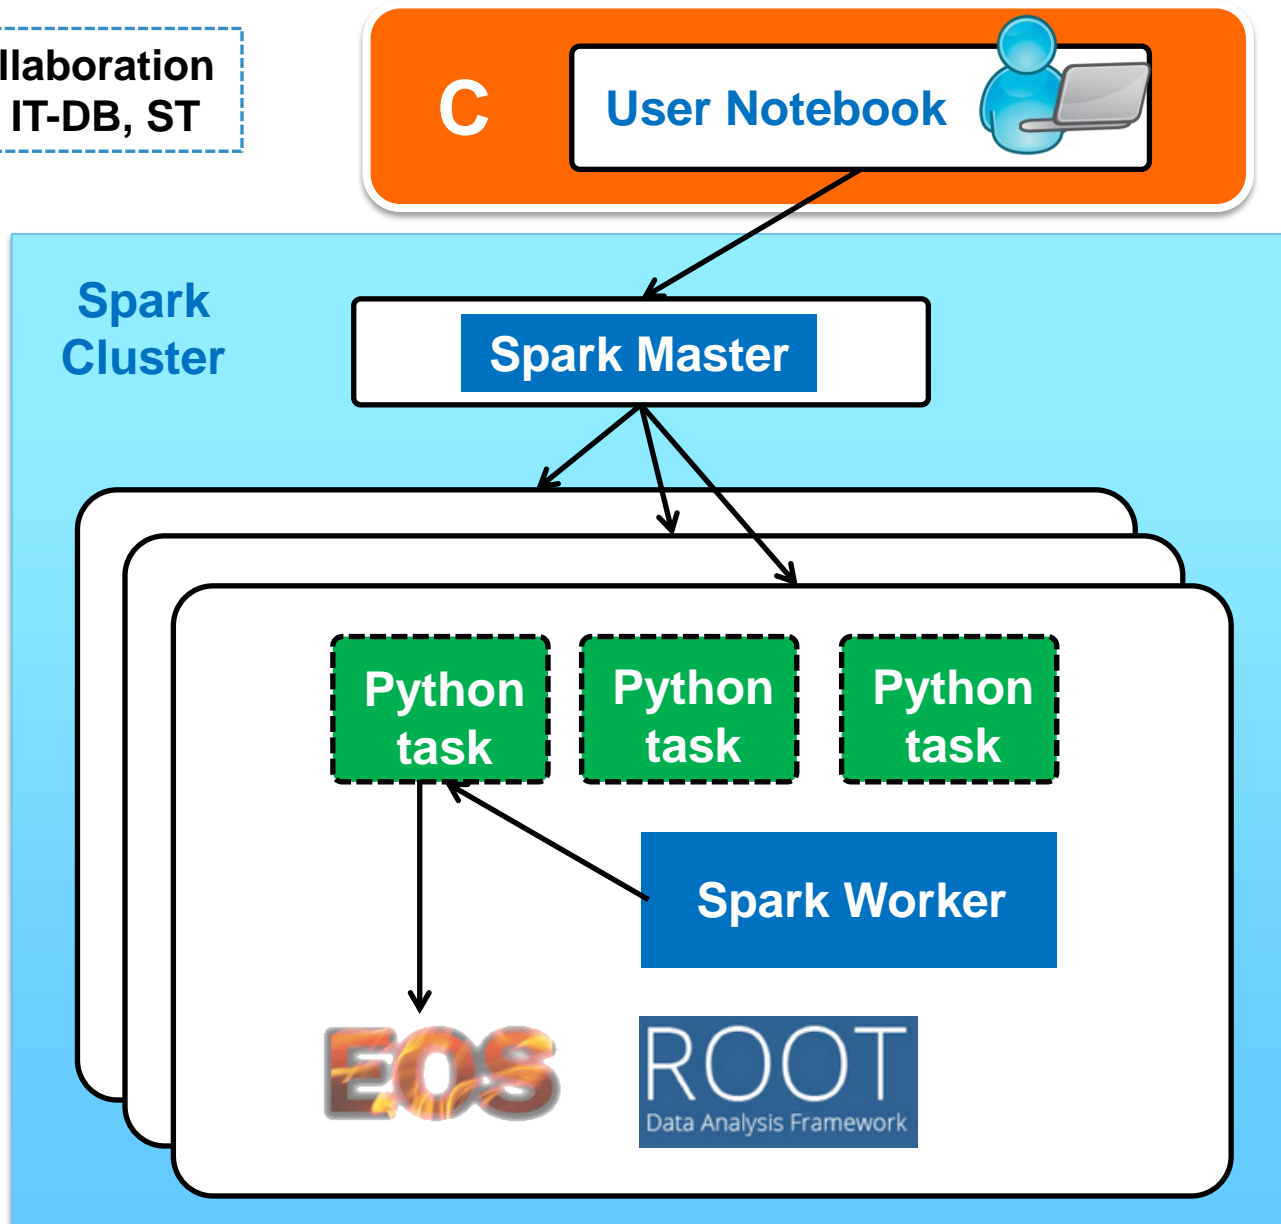 llaboration
IT-DB, ST
C
User Notebook
Spark
Cluster
Spark Master
Python
task
Python
task
Python
task
Spark Worker
EOS
ROOT
Data Analysis Framework